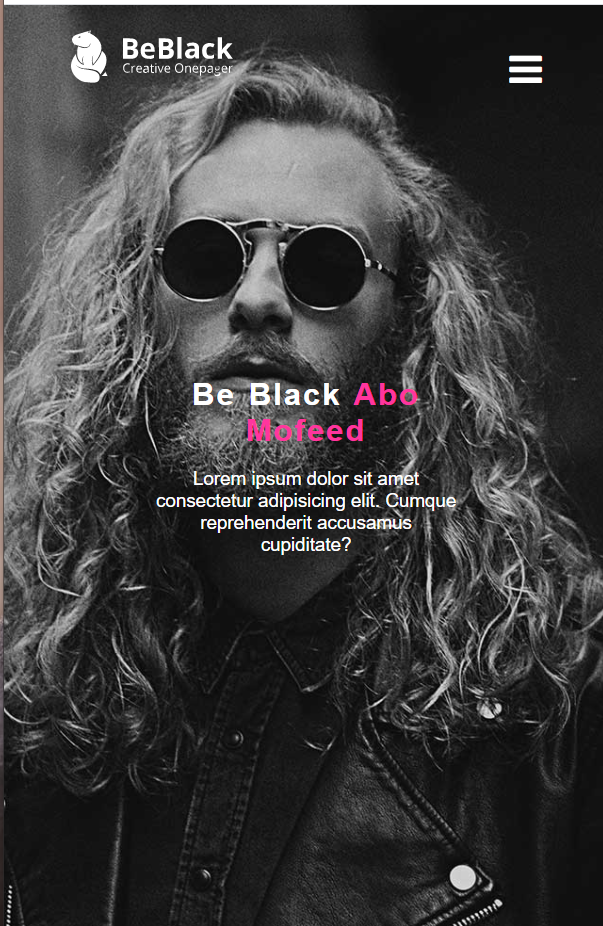 BeBlack
Creative Onepager
Be Black Abo
Mofeed
Lorem ipsum dolor sit amet
consectetur adipisicing elit. Cumque
reprehenderit accusamus
cupiditate?